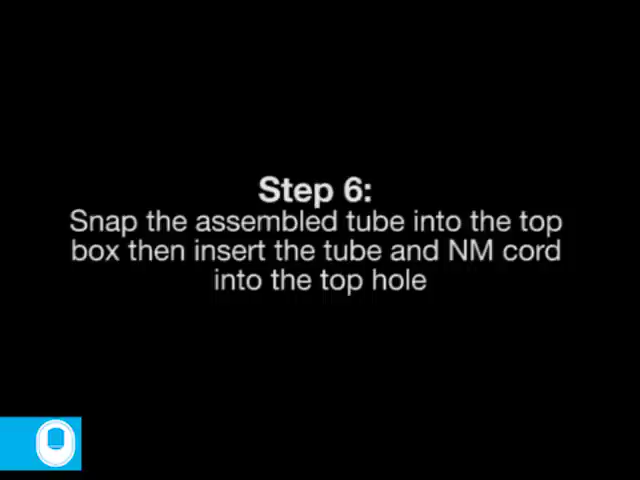 Step 6:
Snap the assembled tube into the top
box then insert the tube and NM cord
into the top hole